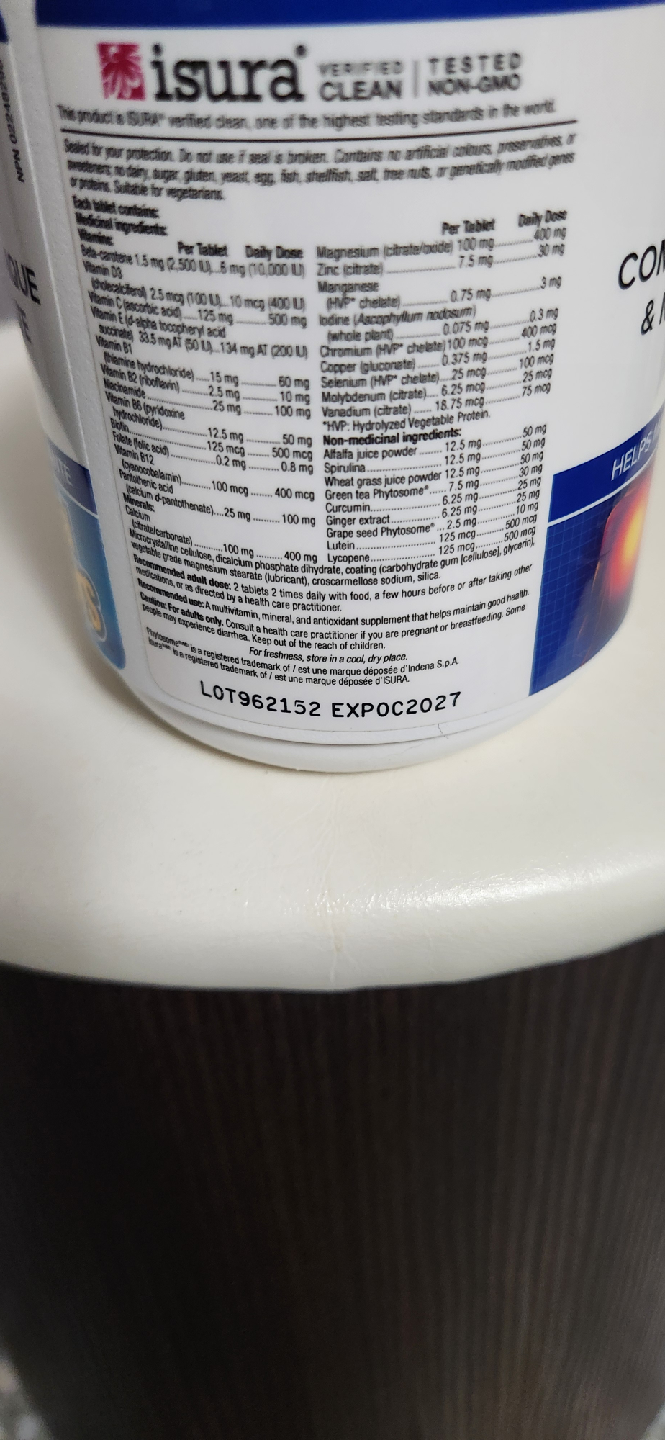 isura® VERIFIED CLEAN | TESTED NON-GMO
This product is ISURA® verified clean, one of the highest testing standards in the world.
Sealed for your protection. Do not use if seal is broken. Contains no artificial colours, preservatives, or
sweeteners; no dairy, sugar, gluten, yeast, egg, fish, shellfish, salt, tree nuts, or genetically modified genes
or proteins. Suitable for vegetarians.
Each tablet contains:
Medicinal ingredients:
Vitamins: Per Tablet Daily Dose
Beta-carotene 1.5 mg (2,500 IU)...6 mg (10,000 IU)
Vitamin D3
(cholecalciferol) 2.5 mcg (100 IU)...10 mcg (400 IU)
Vitamin C (ascorbic acid)......125 mg..........500 mg
Vitamin E (d-alpha tocopheryl acid
succinate) 33.5 mg AT (50 IU)...134 mg AT (200 IU)
Vitamin B1
(thiamine hydrochloride)....15 mg..........60 mg
Vitamin B2 (riboflavin)........2.5 mg..........10 mg
Niacinamide..........25 mg..........100 mg
Vitamin B6 (pyridoxine
hydrochloride)..........12.5 mg..........50 mg
Biotin..........125 mcg..........500 mcg
Folate (folic acid)..........0.2 mg..........0.8 mg
Vitamin B12
(cyanocobalamin)..........100 mcg..........400 mcg
Pantothenic acid
(calcium d-pantothenate)....25 mg..........100 mg
Minerals:
Calcium
(citrate/carbonate)..........100 mg..........400 mg
Per Tablet Daily Dose
Magnesium (citrate/oxide) 100 mg..........400 mg
Zinc (citrate)..........7.5 mg..........30 mg
Manganese
(HVP* chelate)..........0.75 mg..........3 mg
Iodine (Ascophyllum nodosum)
(whole plant)..........0.075 mg..........0.3 mg
Chromium (HVP* chelate) 100 mcg..........400 mcg
Copper (gluconate)....0.375 mg..........1.5 mg
Selenium (HVP* chelate)....25 mcg..........100 mcg
Molybdenum (citrate)...6.25 mcg..........25 mcg
Vanadium (citrate)......18.75 mcg..........75 mcg
*HVP: Hydrolyzed Vegetable Protein.
Non-medicinal ingredients:
Alfalfa juice powder........12.5 mg..........50 mg
Spirulina..........12.5 mg..........50 mg
Wheat grass juice powder 12.5 mg..........50 mg
Green tea Phytosome®....7.5 mg..........30 mg
Curcumin..........6.25 mg..........25 mg
Ginger extract..........6.25 mg..........25 mg
Grape seed Phytosome®...2.5 mg..........10 mg
Lutein..........125 mcg..........500 mcg
Lycopene..........125 mcg..........500 mcg
Microcrystalline cellulose, dicalcium phosphate dihydrate, coating (carbohydrate gum [cellulose], glycerin),
vegetable grade magnesium stearate (lubricant), croscarmellose sodium, silica.
Recommended adult dose: 2 tablets 2 times daily with food, a few hours before or after taking other
medications, or as directed by a health care practitioner.
Recommended use: A multivitamin, mineral, and antioxidant supplement that helps maintain good health.
Caution: For adults only. Consult a health care practitioner if you are pregnant or breastfeeding. Some
people may experience diarrhea. Keep out of the reach of children.
For freshness, store in a cool, dry place.
is a registered trademark of / est une marque déposée d'Indena S.p.A.
is a registered trademark of / est une marque déposée d'ISURA.
LOT962152 EXPOC2027
NPN
QUE
CON
& 
HELPS